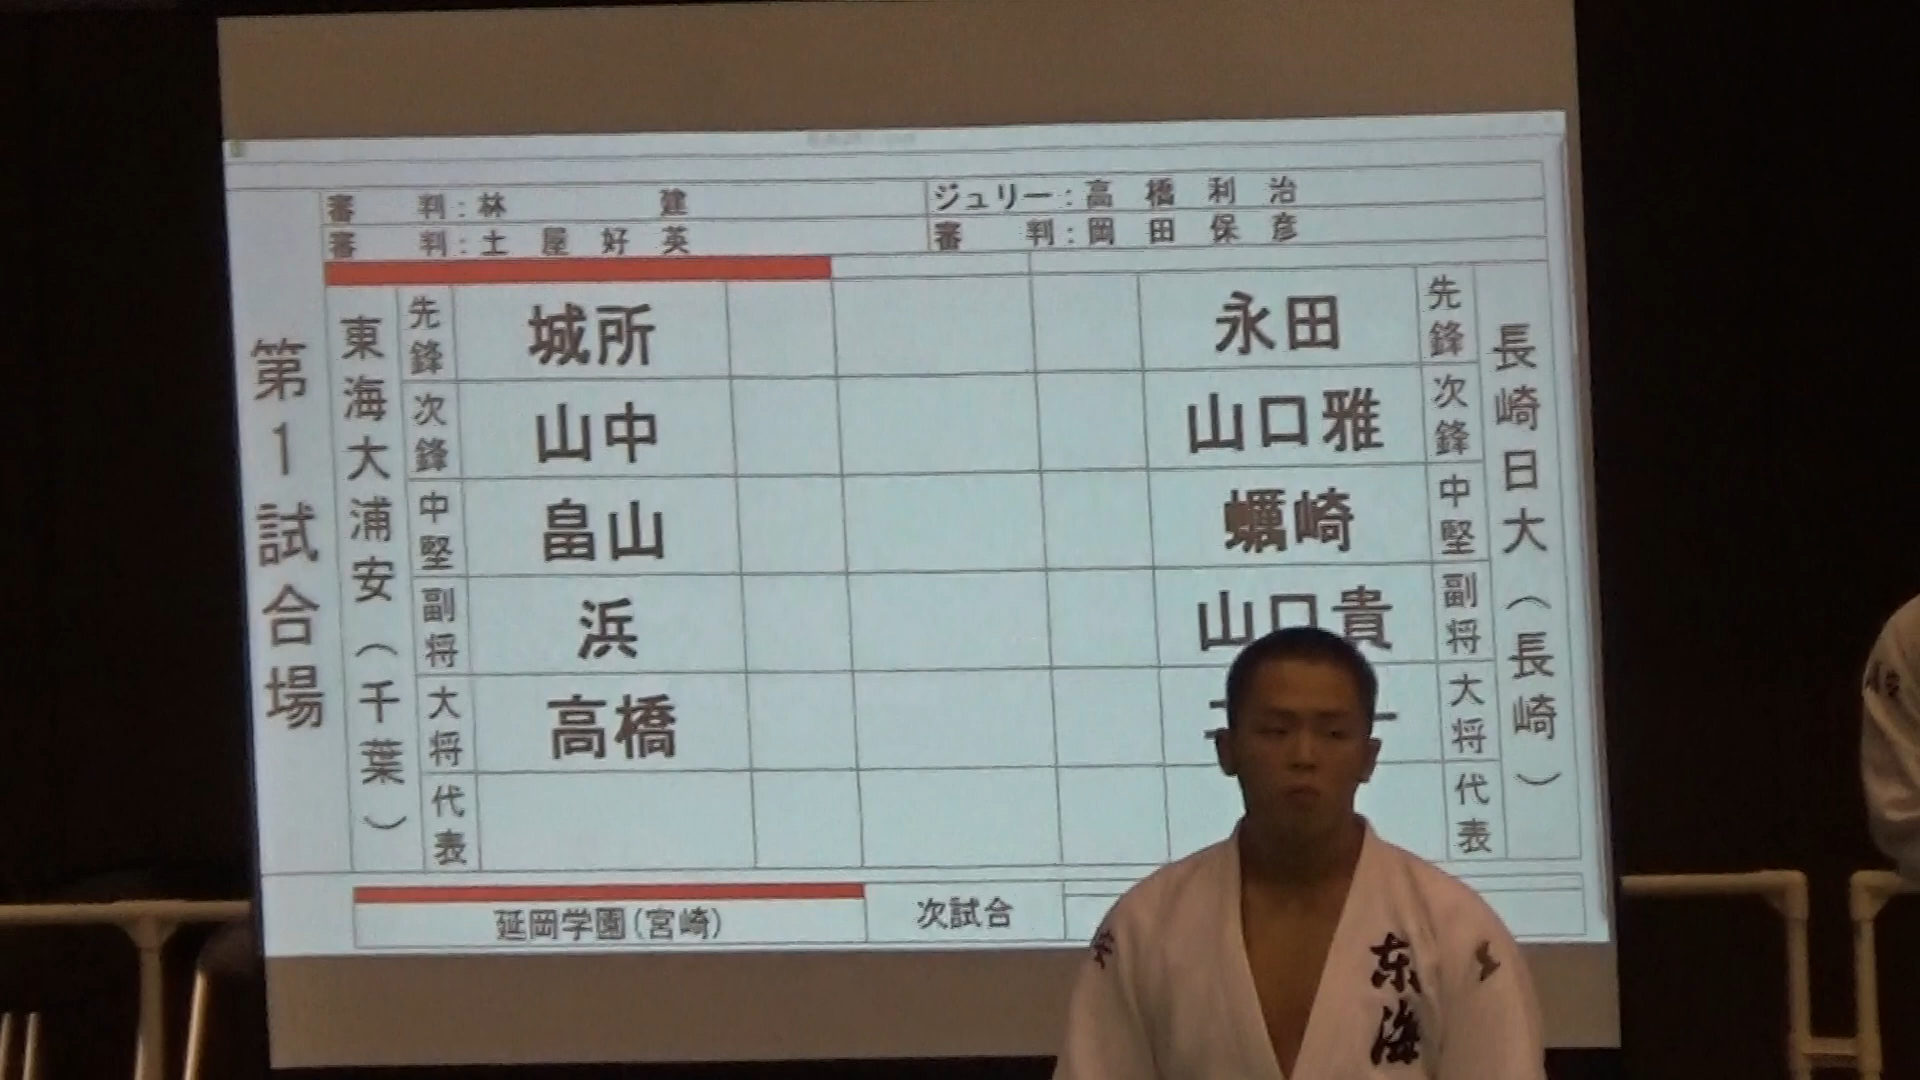 審 判：林 建
ジュリー：高 橋 利 治
審 判：土 屋 好 英
審 判：岡 田 保 彦
第1試合場
東海大浦安（千葉）
先鋒 城所
永田 先鋒
次鋒 山中
山口雅 次鋒
中堅 畠山
蠣崎 中堅
副将 浜
山口貴 副将
大将 高橋
大将
代表
代表
長崎日大（長崎）
延岡学園（宮崎）
次試合
东海